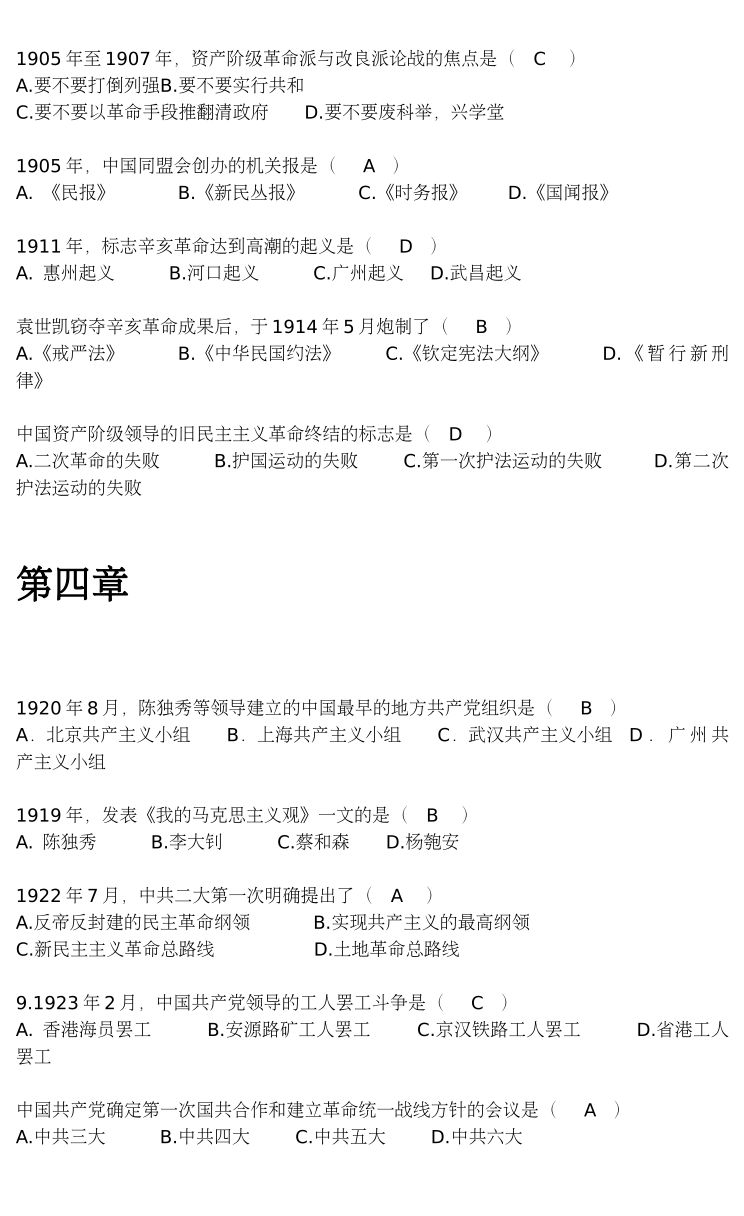 1905 年至 1907 年，资产阶级革命派与改良派论战的焦点是（ C ）
A.要不要打倒列强B.要不要实行共和
C.要不要以革命手段推翻清政府 D.要不要废科举，兴学堂
1905 年，中国同盟会创办的机关报是（ A ）
A. 《民报》 B.《新民丛报》 C.《时务报》 D.《国闻报》
1911 年，标志辛亥革命达到高潮的起义是（ D ）
A. 惠州起义 B.河口起义 C.广州起义 D.武昌起义
袁世凯窃夺辛亥革命成果后，于 1914 年 5 月炮制了（ B ）
A.《戒严法》 B.《中华民国约法》 C.《钦定宪法大纲》 D.《暂行新刑
律》
中国资产阶级领导的旧民主主义革命终结的标志是（ D ）
A.二次革命的失败 B.护国运动的失败 C.第一次护法运动的失败 D.第二次
护法运动的失败
第四章
1920 年 8 月，陈独秀等领导建立的中国最早的地方共产党组织是（ B ）
A．北京共产主义小组 B．上海共产主义小组 C．武汉共产主义小组 D．广州共
产主义小组
1919 年，发表《我的马克思主义观》一文的是（ B ）
A. 陈独秀 B.李大钊 C.蔡和森 D.杨匏安
1922 年 7 月，中共二大第一次明确提出了（ A ）
A.反帝反封建的民主革命纲领 B.实现共产主义的最高纲领
C.新民主主义革命总路线 D.土地革命总路线
9.1923 年 2 月，中国共产党领导的工人罢工斗争是（ C ）
A. 香港海员罢工 B.安源路矿工人罢工 C.京汉铁路工人罢工 D.省港工人
罢工
中国共产党确定第一次国共合作和建立革命统一战线方针的会议是（ A ）
A.中共三大 B.中共四大 C.中共五大 D.中共六大